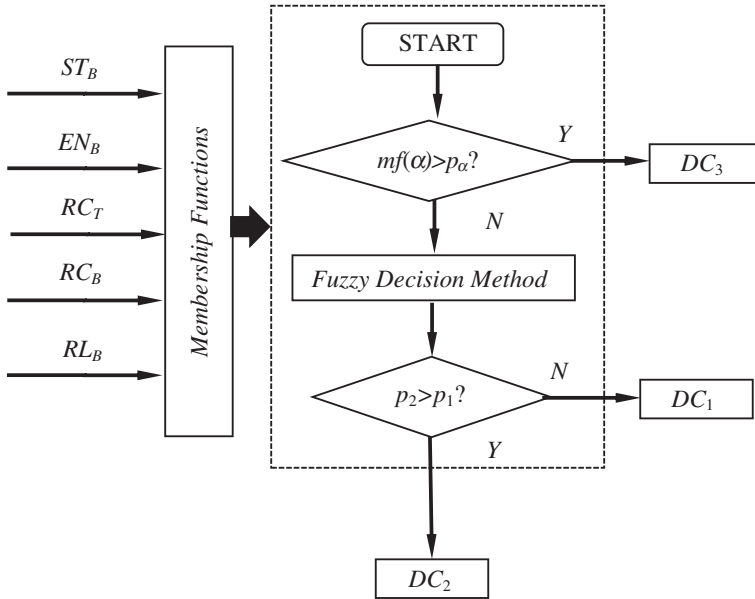 START
ST_B
Y
mf(α)>p_α?
EN_B
DC_3
RC_T
N
Membership Functions
RC_B
Fuzzy Decision Method
RL_B
N
p_2>p_1?
DC_1
Y
DC_2